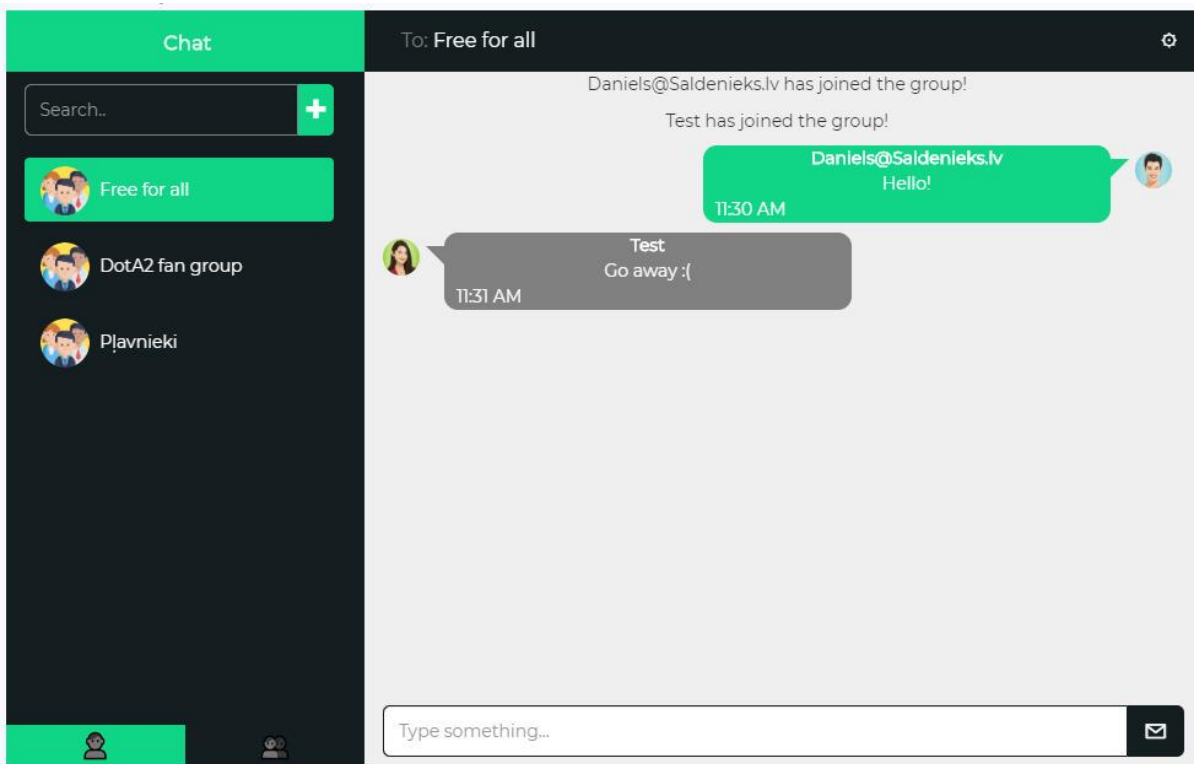 Chat
To: Free for all
Search..
Free for all
DotA2 fan group
Pļavnieki
Daniels@Saldenieks.lv has joined the group!
Test has joined the group!
Daniels@Saldenieks.lv
Hello!
11:30 AM
Test
Go away :(
11:31 AM
Type something...